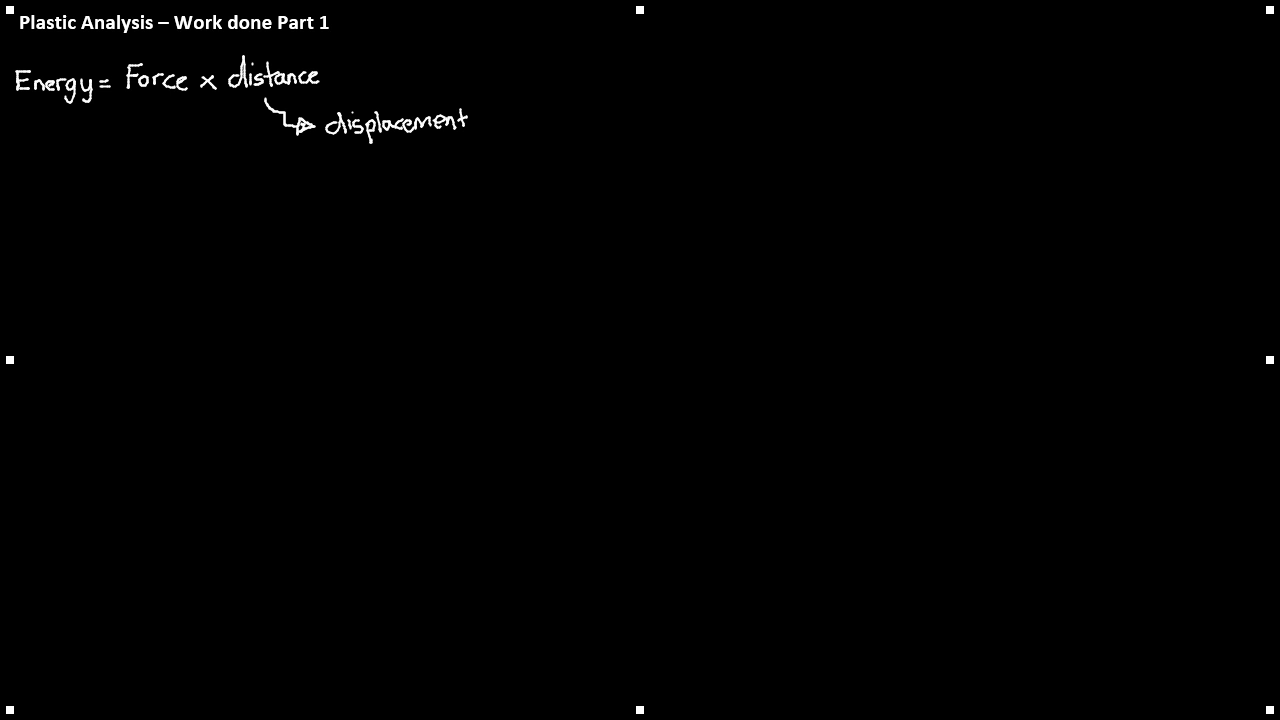 Plastic Analysis – Work done Part 1
Energy = Force × distance
displacement